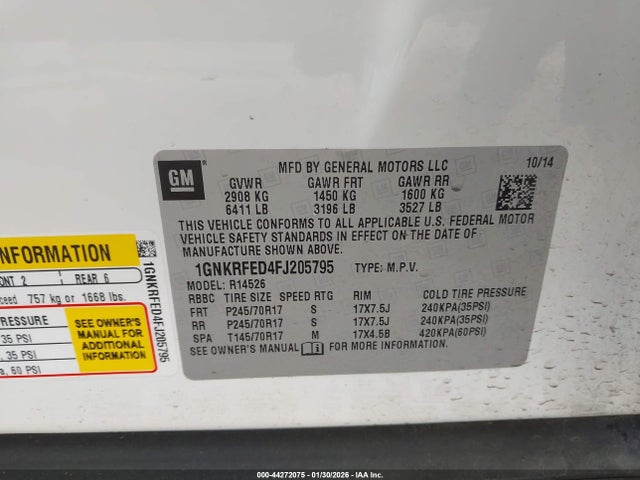 GM
MFD BY GENERAL MOTORS LLC 10/14
GVWR GAWR FRT GAWR RR
2908 KG 1450 KG 1600 KG
6411 LB 3196 LB 3527 LB
THIS VEHICLE CONFORMS TO ALL APPLICABLE U.S. FEDERAL MOTOR
VEHICLE SAFETY STANDARDS IN EFFECT ON THE DATE OF
MANUFACTURE SHOWN ABOVE.
1GNKRFED4FJ205795 TYPE: M.P.V.
MODEL: R14526
RBBC TIRE SIZE SPEED RTG RIM COLD TIRE PRESSURE
FRT P245/70R17 S 17X7.5J 240KPA(35PSI)
RR P245/70R17 S 17X7.5J 240KPA(35PSI)
SPA T145/70R17 M 17X4.5B 420KPA(60PSI)
SEE OWNER'S MANUAL FOR MORE INFORMATION.
INFORMATION
2 REAR 6
757 kg or 1668 lbs.
PRESSURE
35 PSI
35 PSI
60 PSI
SEE OWNER'S
MANUAL FOR
ADDITIONAL
INFORMATION
1GNKRFED4FJ205795
000-44272075 - 01/30/2026 - IAA Inc.